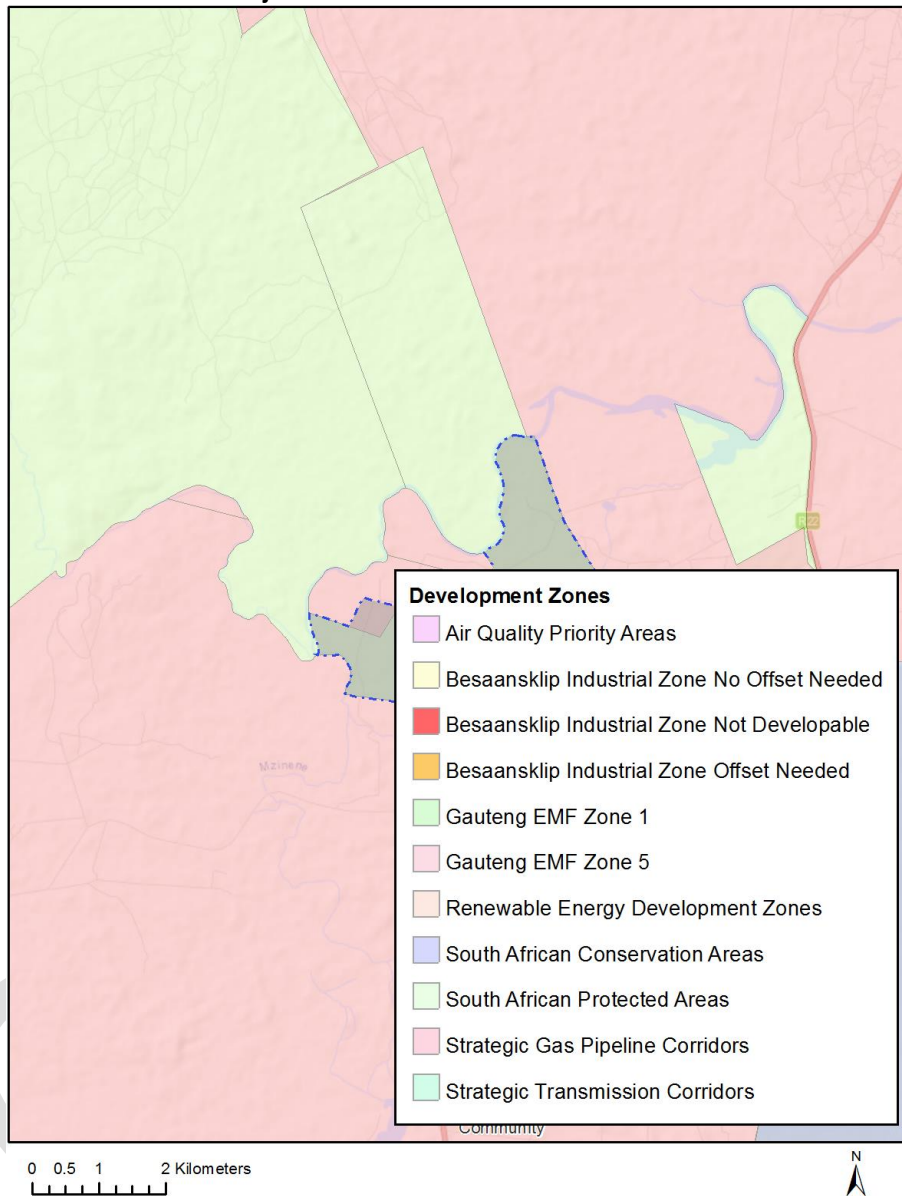 R22
Mzinene
Development Zones
Air Quality Priority Areas
Besaansklip Industrial Zone No Offset Needed
Besaansklip Industrial Zone Not Developable
Besaansklip Industrial Zone Offset Needed
Gauteng EMF Zone 1
Gauteng EMF Zone 5
Renewable Energy Development Zones
South African Conservation Areas
South African Protected Areas
Strategic Gas Pipeline Corridors
Strategic Transmission Corridors
Community
0 0.5 1 2 Kilometers
N